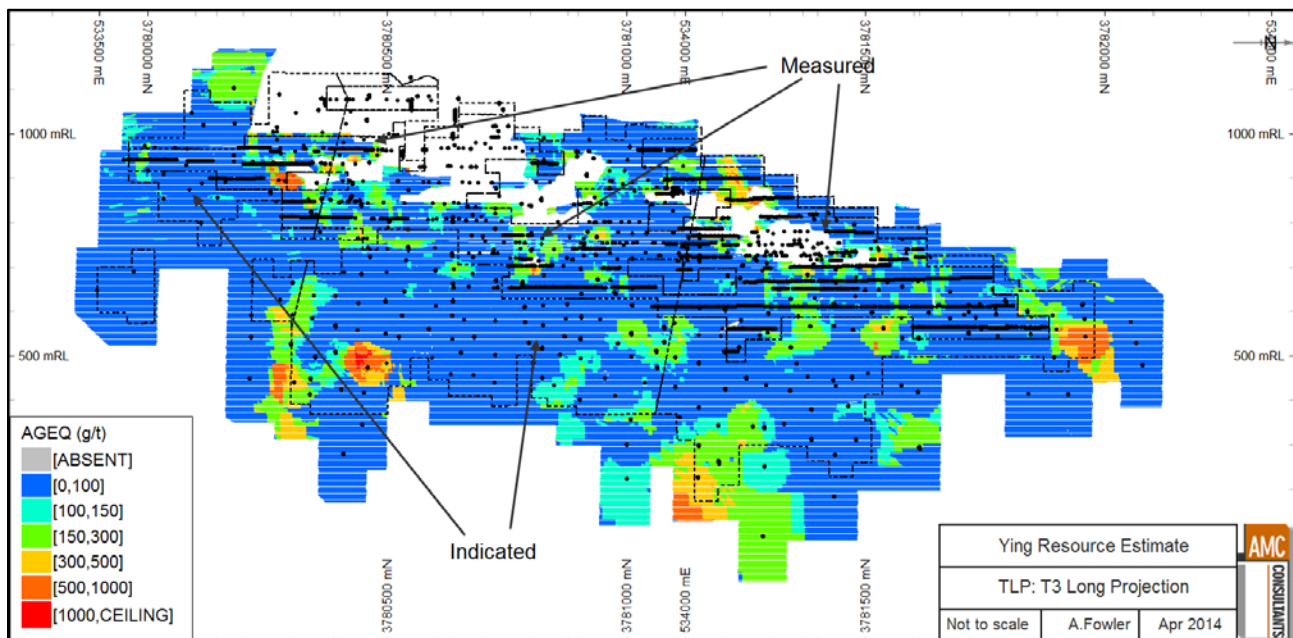 533500 mE
3780000 mN
3780500 mN
3781000 mN
534000 mE
3781500 mN
3782000 mN
Measured
1000 mRL
1000 mRL
500 mRL
500 mRL
AGEQ (g/t)
[ABSENT]
[0,100]
[100,150]
[150,300]
[300,500]
[500,1000]
[1000,CEILING]
Indicated
3780500 mN
3781000 mN
534000 mE
3781500 mN
Ying Resource Estimate
TLP: T3 Long Projection
Not to scale
A.Fowler
Apr 2014
AMC
CONSULTANTS